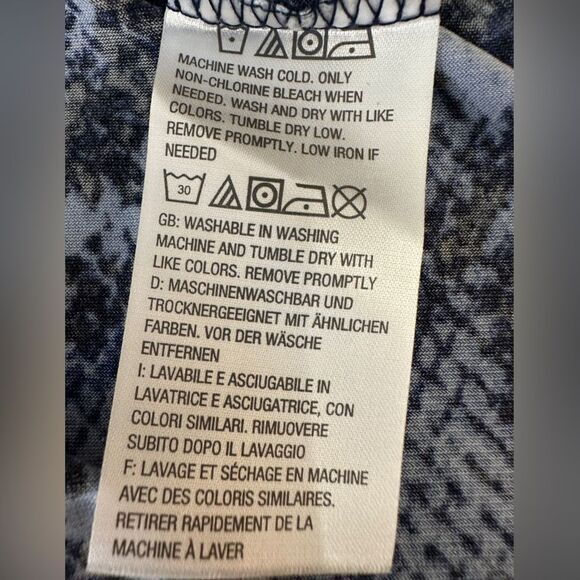 MACHINE WASH COLD. ONLY
NON-CHLORINE BLEACH WHEN
NEEDED. WASH AND DRY WITH LIKE
COLORS. TUMBLE DRY LOW.
REMOVE PROMPTLY. LOW IRON IF
NEEDED
30
GB: WASHABLE IN WASHING
MACHINE AND TUMBLE DRY WITH
LIKE COLORS. REMOVE PROMPTLY
D: MASCHINENWASCHBAR UND
TROCKNERGEEIGNET MIT ÄHNLICHEN
FARBEN. VOR DER WÄSCHE
ENTFERNEN
I: LAVABILE E ASCIUGABILE IN
LAVATRICE E ASCIUGATRICE, CON
COLORI SIMILARI. RIMUOVERE
SUBITO DOPO IL LAVAGGIO
F: LAVAGE ET SÉCHAGE EN MACHINE
AVEC DES COLORIS SIMILAIRES.
RETIRER RAPIDEMENT DE LA
MACHINE À LAVER